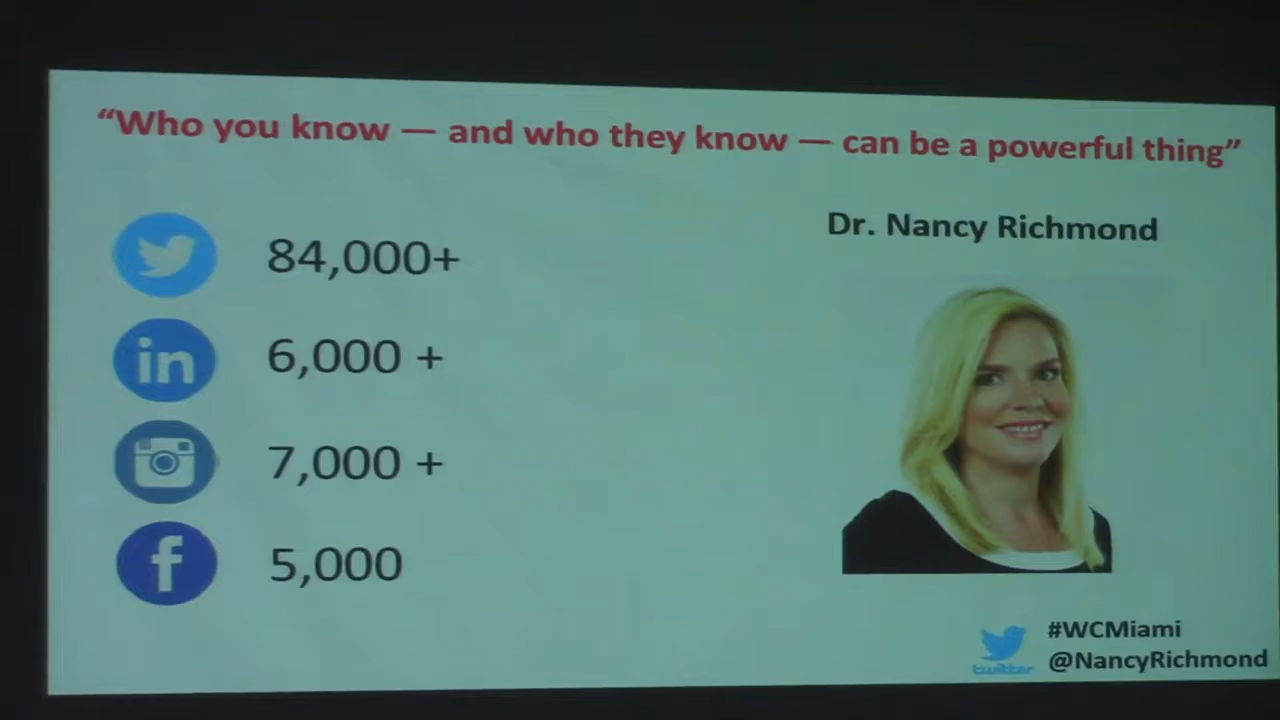 “Who you know — and who they know — can be a powerful thing”
Dr. Nancy Richmond
84,000+
in 6,000 +
7,000 +
f 5,000
#WCMiami
twitter @NancyRichmond